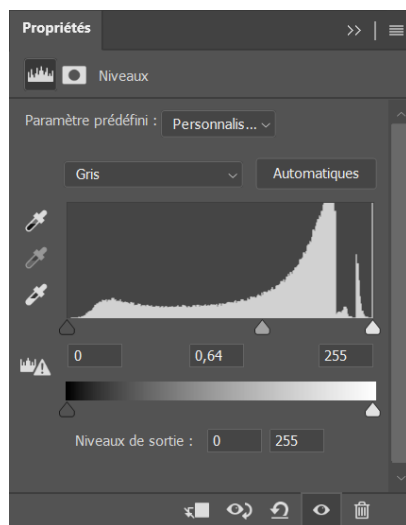 Propriétés
Niveaux
Paramètre prédéfini : Personnalis...
Gris Automatiques
0 0,64 255
Niveaux de sortie : 0 255